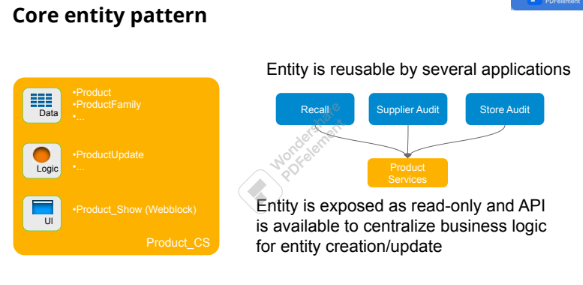 Core entity pattern
PDFelement
Entity is reusable by several applications
•Product
•ProductFamily
•...
Data
Recall
Supplier Audit
Store Audit
•ProductUpdate
•...
Logic
Product
Services
Wondershare
PDFelement
•Product_Show (Webblock)
UI
Product_CS
Entity is exposed as read-only and API
is available to centralize business logic
for entity creation/update